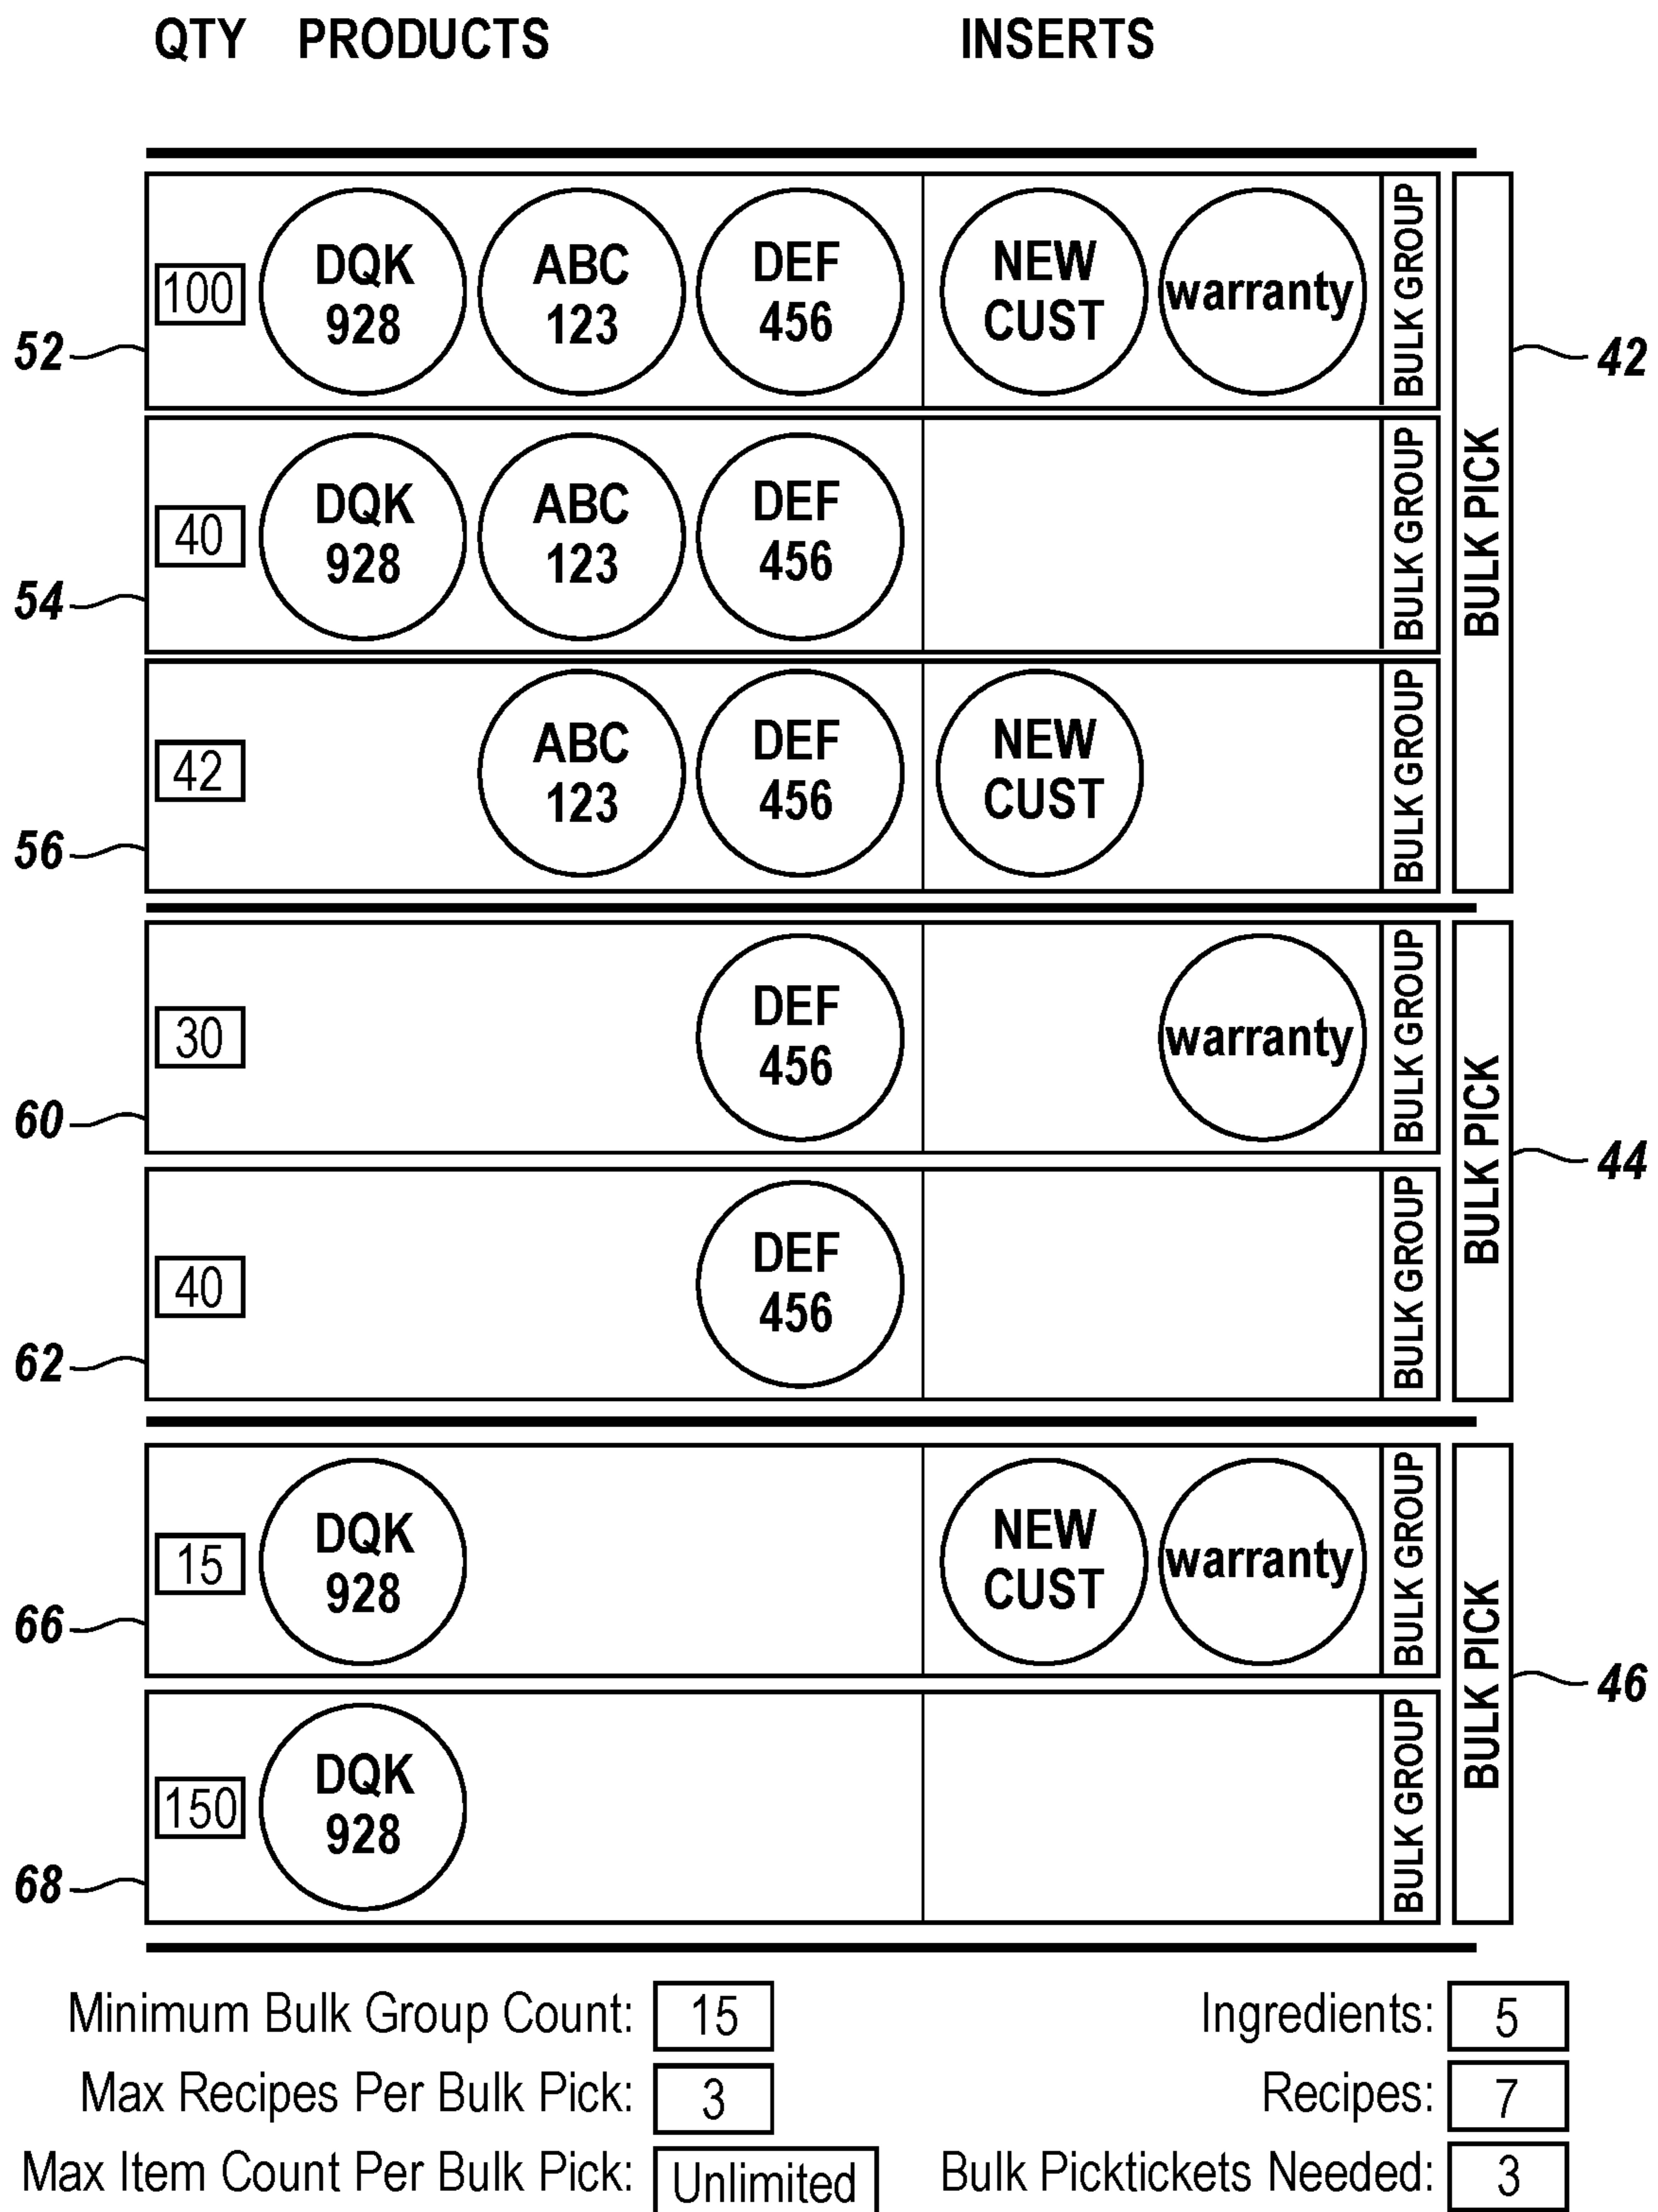 QTY PRODUCTS INSERTS
100 DQK 928 ABC 123 DEF 456 NEW CUST warranty BULK GROUP
52
42
BULK PICK
40 DQK 928 ABC 123 DEF 456 BULK GROUP
54
42 ABC 123 DEF 456 NEW CUST BULK GROUP
56
30 DEF 456 warranty BULK GROUP
60
44
BULK PICK
40 DEF 456 BULK GROUP
62
15 DQK 928 NEW CUST warranty BULK GROUP
66
46
BULK PICK
150 DQK 928 BULK GROUP
68
Minimum Bulk Group Count: 15 Ingredients: 5
Max Recipes Per Bulk Pick: 3 Recipes: 7
Max Item Count Per Bulk Pick: Unlimited Bulk Picktickets Needed: 3